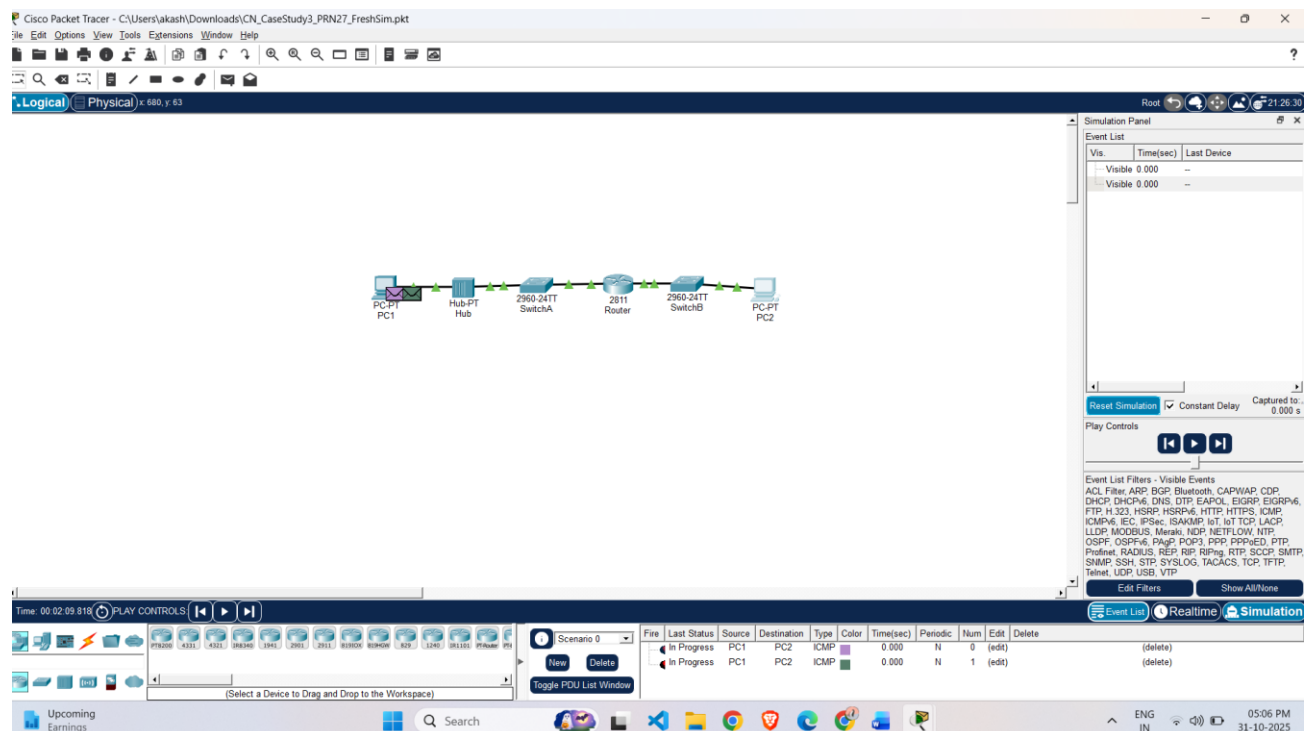 Cisco Packet Tracer - C:\Users\akash\Downloads\CN_CaseStudy3_PRN27_FreshSim.pkt
File Edit Options View Tools Extensions Window Help
?
Logical Physical x: 680, y: 63 Root 21:26:30
Simulation Panel
Event List
Vis. Time(sec) Last Device
Visible 0.000 --
Visible 0.000 --
PC-PT
PC1
Hub-PT
Hub
2960-24TT
SwitchA
2811
Router
2960-24TT
SwitchB
PC-PT
PC2
Reset Simulation Constant Delay Captured to:
0.000 s
Play Controls
Event List Filters - Visible Events
ACL Filter, ARP, BGP, Bluetooth, CAPWAP, CDP,
DHCP, DHCPv6, DNS, DTP, EAPOL, EIGRP, EIGRPv6,
FTP, H.323, HSRP, HSRPv6, HTTP, HTTPS, ICMP,
ICMPv6, IEC, IPSec, ISAKMP, IoT, IoT TCP, LACP,
LLDP, MODBUS, Meraki, NDP, NETFLOW, NTP,
OSPF, OSPFv6, PAgP, POP3, PPP, PPPoED, PTP,
Profinet, RADIUS, REP, RIP, RIPng, RTP, SCCP, SMTP,
SNMP, SSH, STP, SYSLOG, TACACS, TCP, TFTP,
Telnet, UDP, USB, VTP
Edit Filters Show All/None
Time: 00:02:09.818 PLAY CONTROLS Event List Realtime Simulation
PT8200 4331 4321 IR8340 1941 2901 2911 819IOX 819HGW 829 1240 IR1101 PTRouter
(Select a Device to Drag and Drop to the Workspace)
Scenario 0
New Delete
Toggle PDU List Window
Fire Last Status Source Destination Type Color Time(sec) Periodic Num Edit Delete
In Progress PC1 PC2 ICMP 0.000 N 0 (edit) (delete)
In Progress PC1 PC2 ICMP 0.000 N 1 (edit) (delete)
Upcoming
Earnings
Search
ENG
IN
05:06 PM
31-10-2025